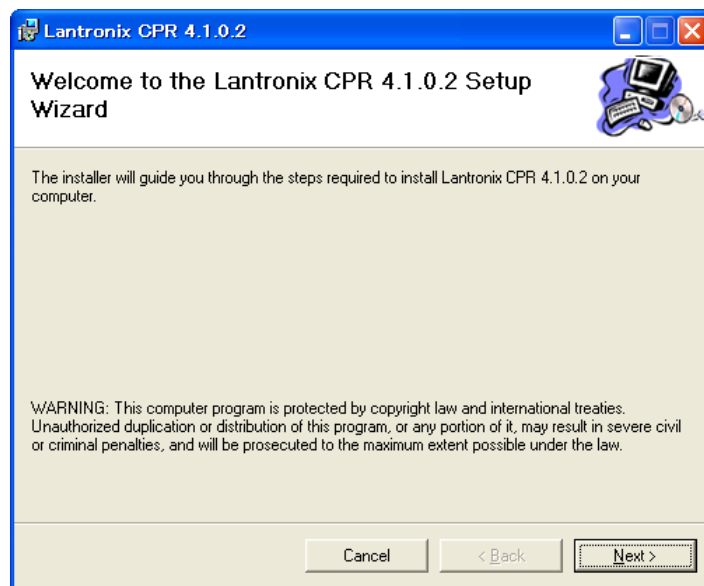 Lantronix CPR 4.1.0.2
Welcome to the Lantronix CPR 4.1.0.2 Setup
Wizard
The installer will guide you through the steps required to install Lantronix CPR 4.1.0.2 on your
computer.
WARNING: This computer program is protected by copyright law and international treaties.
Unauthorized duplication or distribution of this program, or any portion of it, may result in severe civil
or criminal penalties, and will be prosecuted to the maximum extent possible under the law.
Cancel < Back Next >